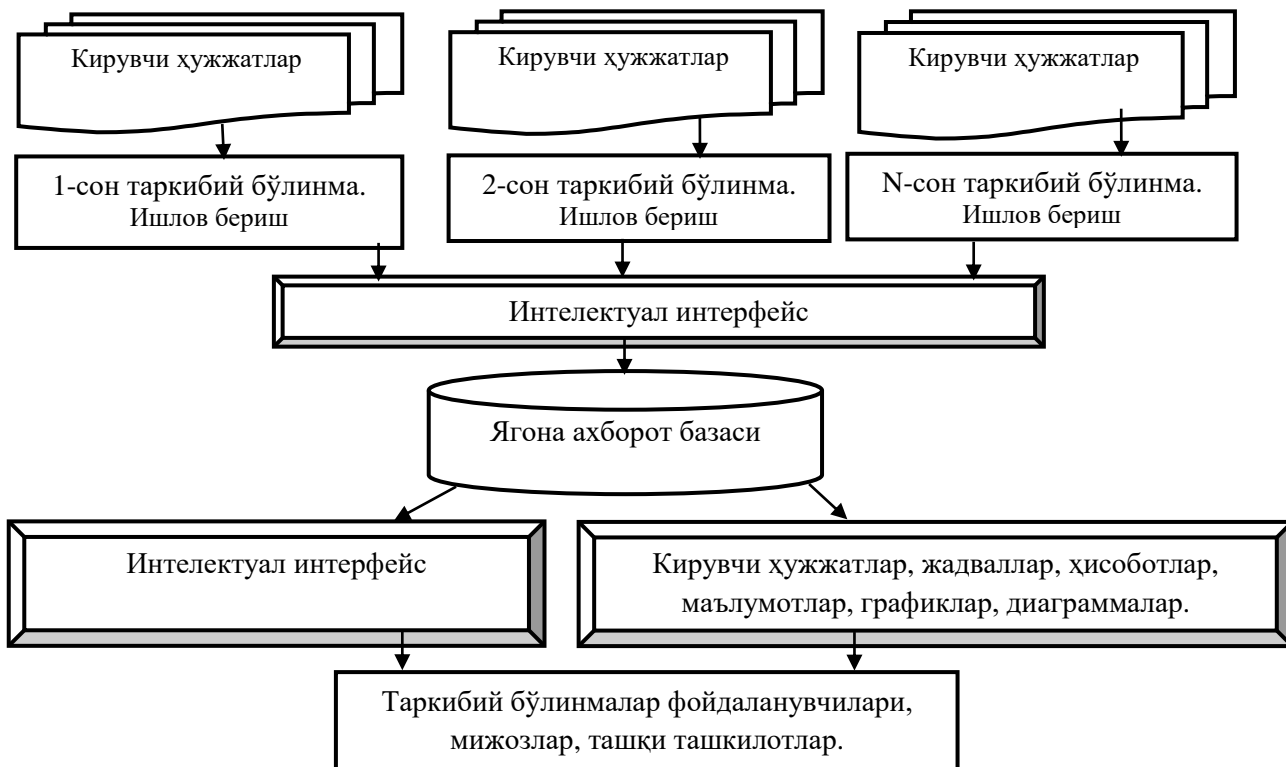 Кирувчи ҳужжатлар
Кирувчи ҳужжатлар
Кирувчи ҳужжатлар
1-сон таркибий бўлинма.
Ишлов бериш
2-сон таркибий бўлинма.
Ишлов бериш
N-сон таркибий бўлинма.
Ишлов бериш
Интелектуал интерфейс
Ягона ахборот базаси
Интелектуал интерфейс
Кирувчи ҳужжатлар, жадваллар, ҳисоботлар,
маълумотлар, графиклар, диаграммалар.
Таркибий бўлинмалар фойдаланувчилари,
мижозлар, ташқи ташкилотлар.